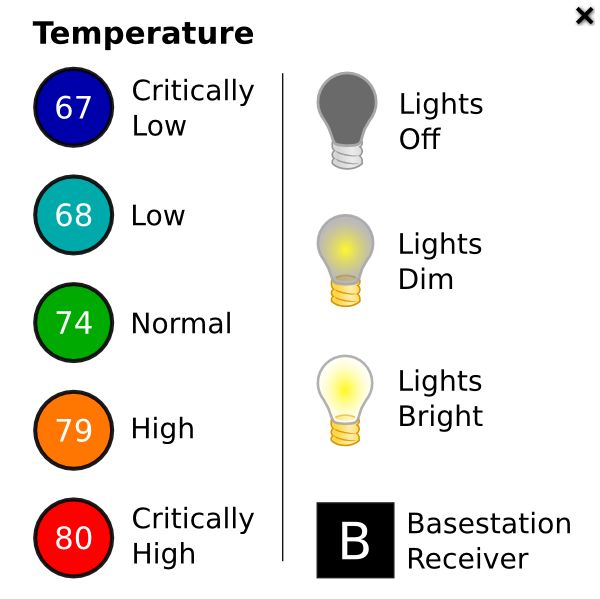 Temperature
67
Critically
Low
68
Low
74
Normal
79
High
80
Critically
High
Lights
Off
Lights
Dim
Lights
Bright
B
Basestation
Receiver